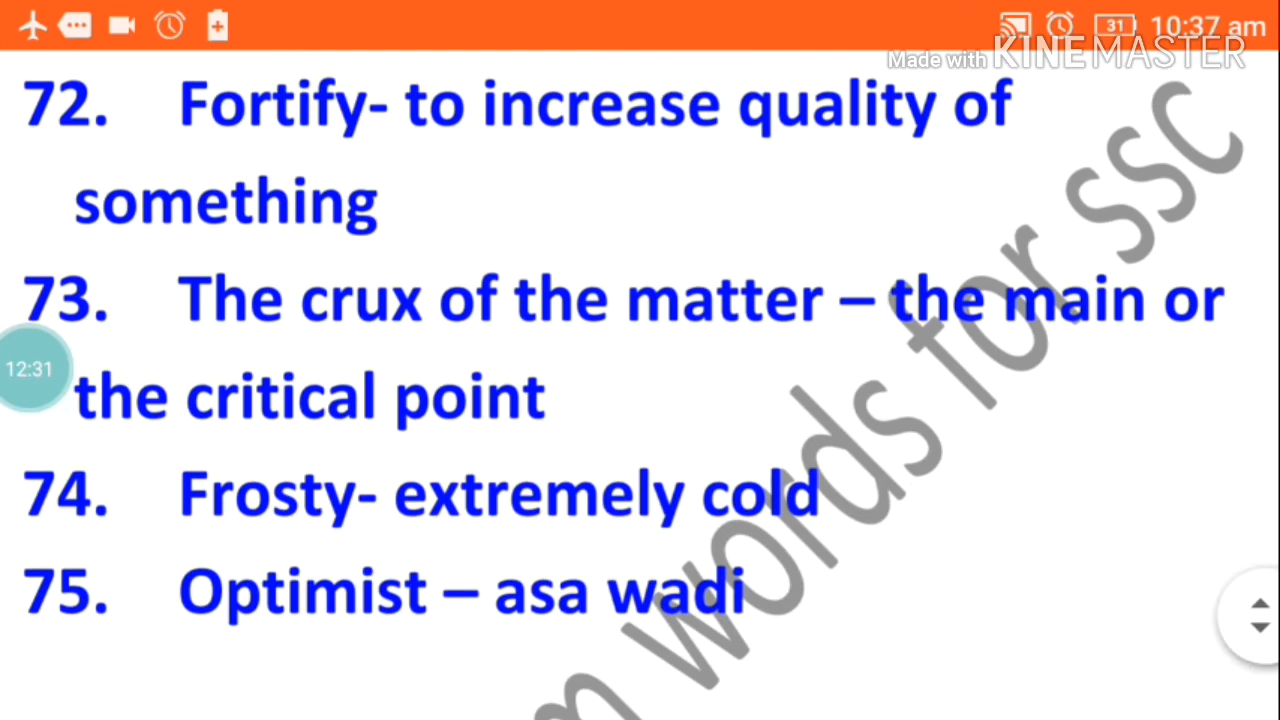 31 10:37 am
Made with KINEMASTER
72. Fortify- to increase quality of
something
73. The crux of the matter – the main or
12:31
the critical point
74. Frosty- extremely cold
75. Optimist – asa wadi
words for ssc